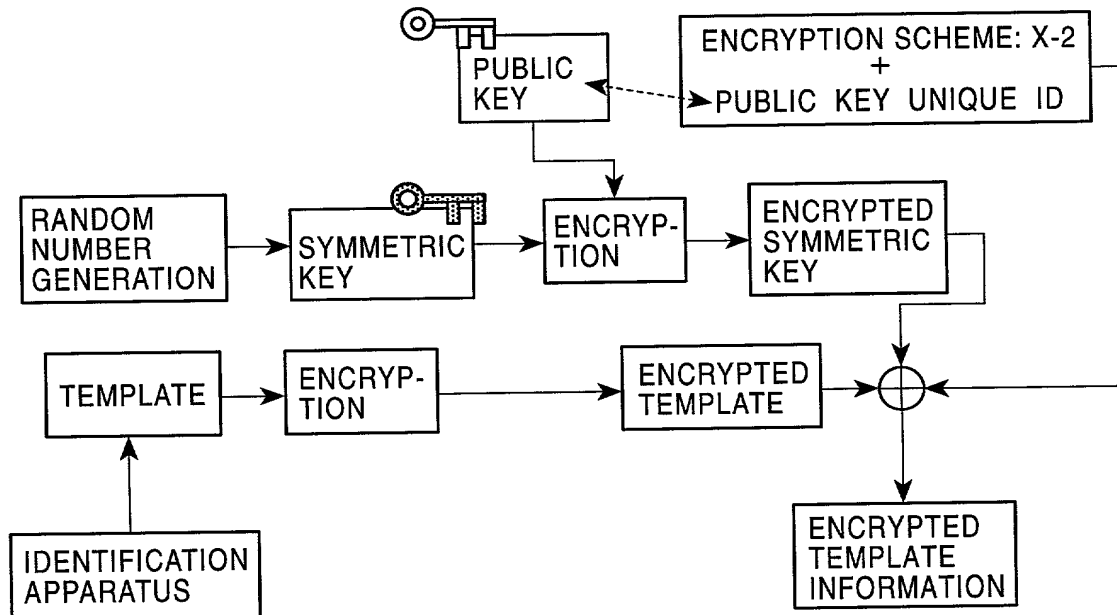 PUBLIC
KEY
ENCRYPTION SCHEME: X-2
+
PUBLIC KEY UNIQUE ID
RANDOM
NUMBER
GENERATION
SYMMETRIC
KEY
ENCRYP-
TION
ENCRYPTED
SYMMETRIC
KEY
TEMPLATE
ENCRYP-
TION
ENCRYPTED
TEMPLATE
IDENTIFICATION
APPARATUS
ENCRYPTED
TEMPLATE
INFORMATION